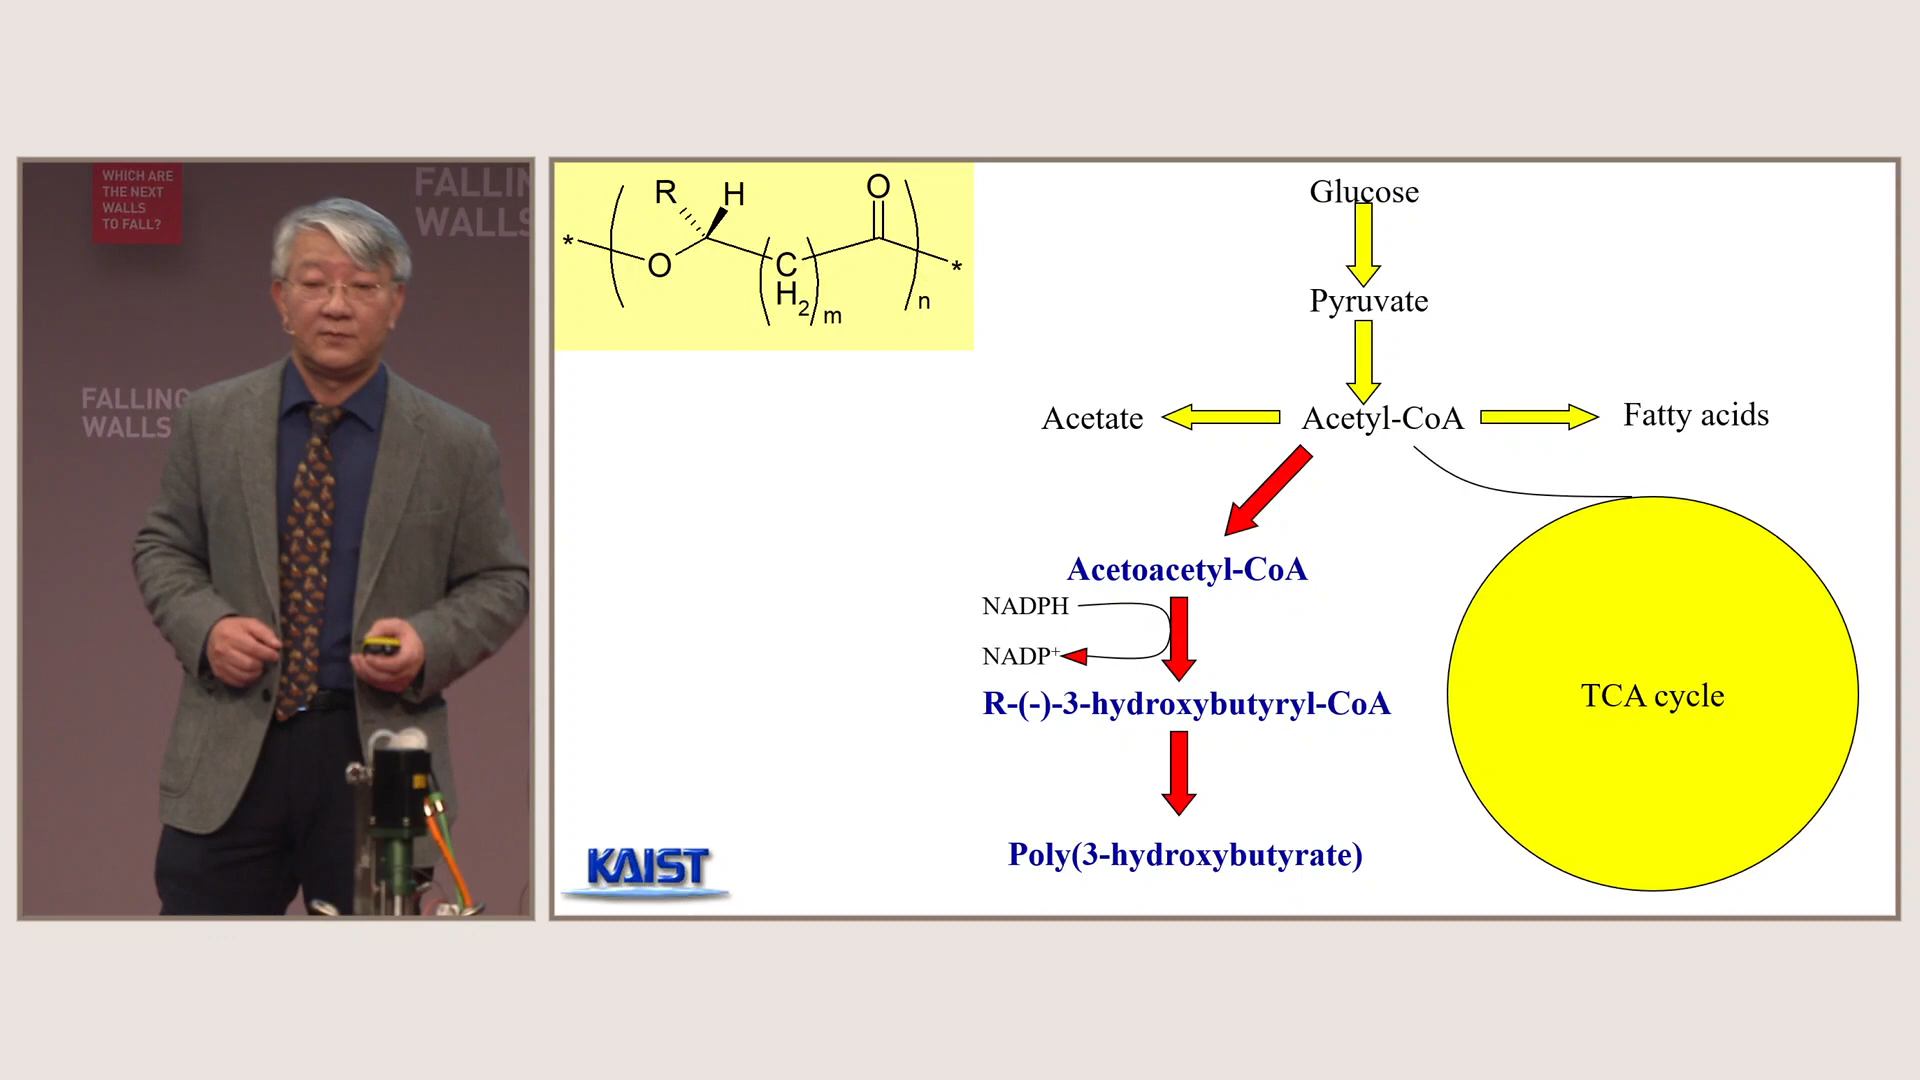 WHICH ARE
THE NEXT
WALLS
TO FALL?
FALLIN
WALLS
FALLING
WALLS
R
H
O
*
O
(C
H2)m
n
*
Glucose
Pyruvate
Acetate
Acetyl-CoA
Fatty acids
Acetoacetyl-CoA
NADPH
NADP+
R-(-)-3-hydroxybutyryl-CoA
TCA cycle
Poly(3-hydroxybutyrate)
KAIST